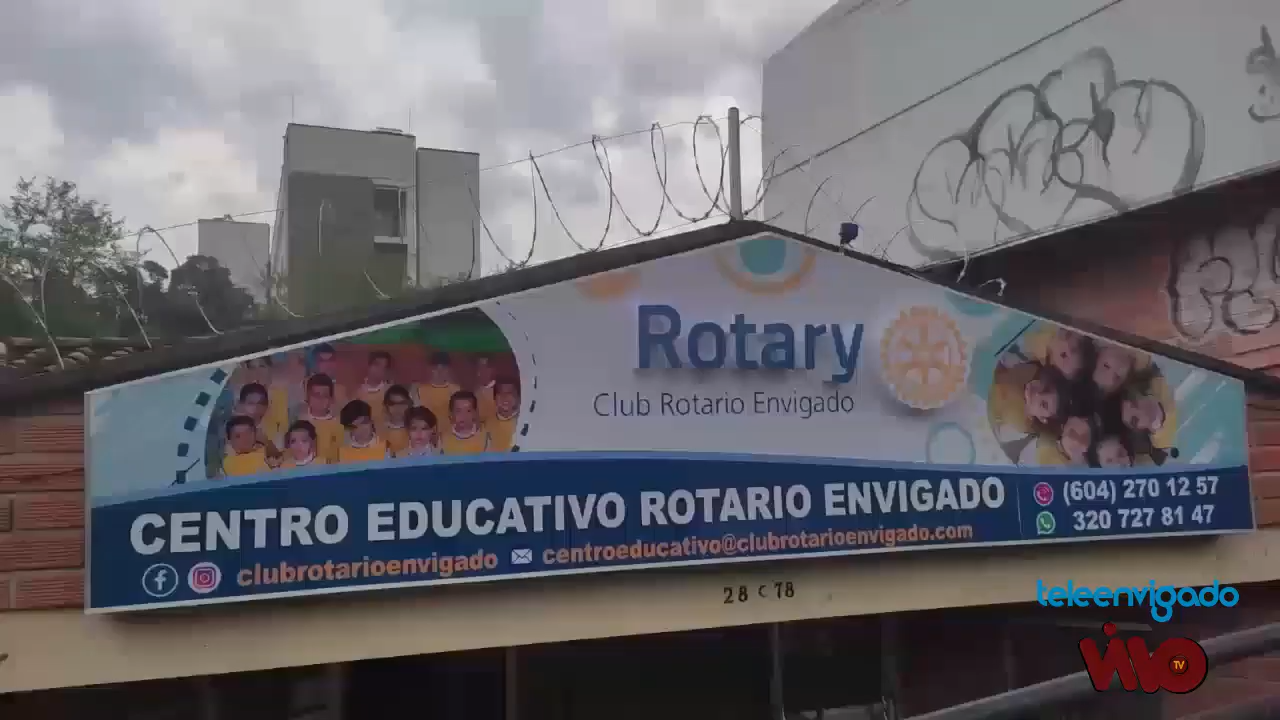 Rotary
Club Rotario Envigado
CENTRO EDUCATIVO ROTARIO ENVIGADO
(604) 270 12 57
320 727 81 47
clubrotarioenvigado
centroeducativo@clubrotarioenvigado.com
28 C 78
teleenvigado
VIVO TV